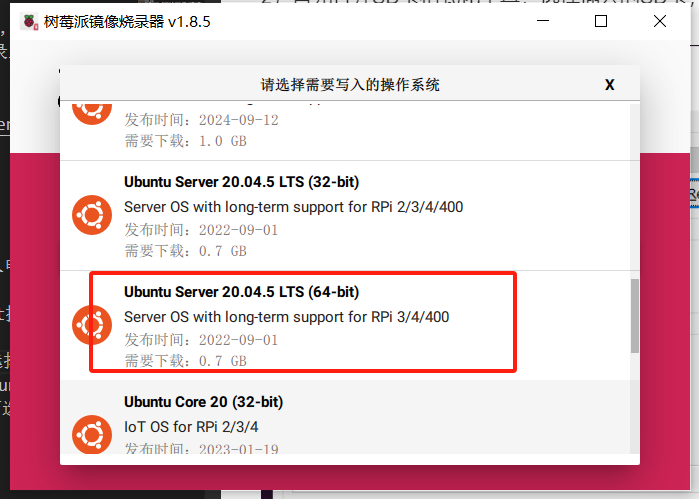 树莓派镜像烧录器 v1.8.5
请选择需要写入的操作系统
X
发布时间：2024-09-12
需要下载：1.0 GB
Ubuntu Server 20.04.5 LTS (32-bit)
Server OS with long-term support for RPi 2/3/4/400
发布时间：2022-09-01
需要下载：0.7 GB
Ubuntu Server 20.04.5 LTS (64-bit)
Server OS with long-term support for RPi 3/4/400
发布时间：2022-09-01
需要下载：0.7 GB
Ubuntu Core 20 (32-bit)
IoT OS for RPi 2/3/4
发布时间：2023-01-19